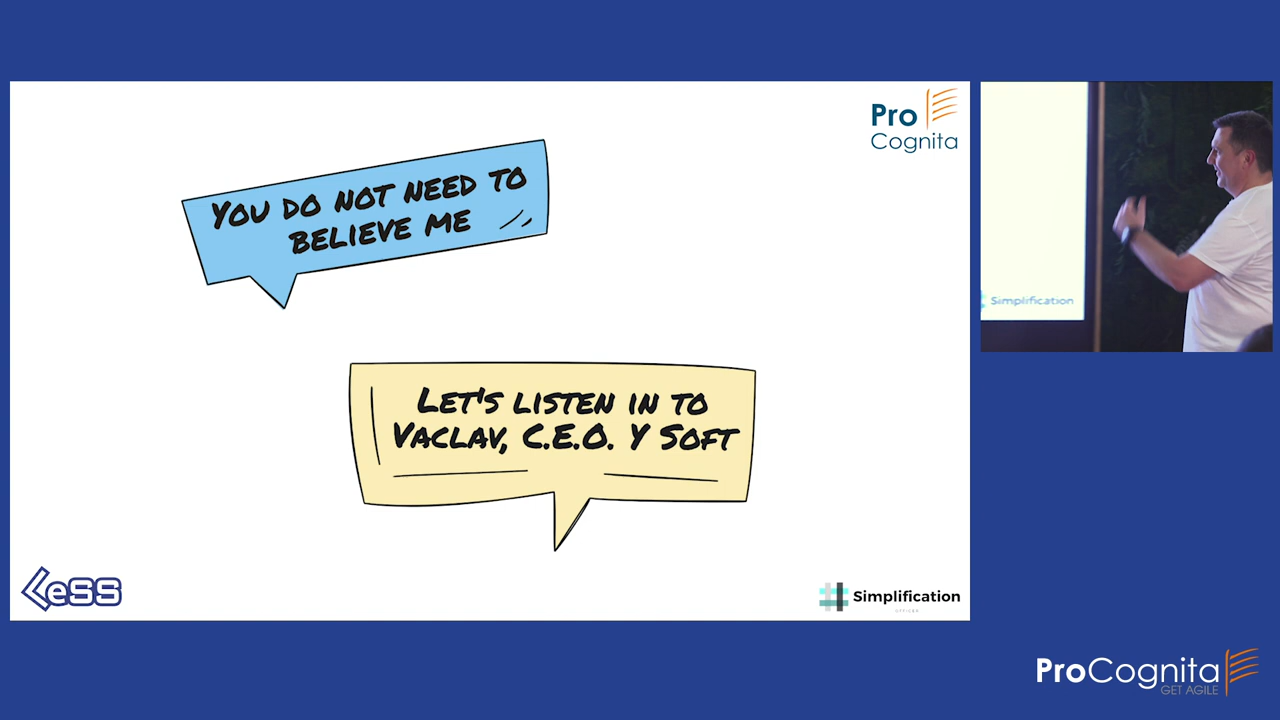 Pro
Cognita
YOU DO NOT NEED TO
BELIEVE ME
LET'S LISTEN IN TO
VACLAV, C.E.O. Y SOFT
LeSS
Simplification
OFFICER
Simplification
ProCognita
GET AGILE